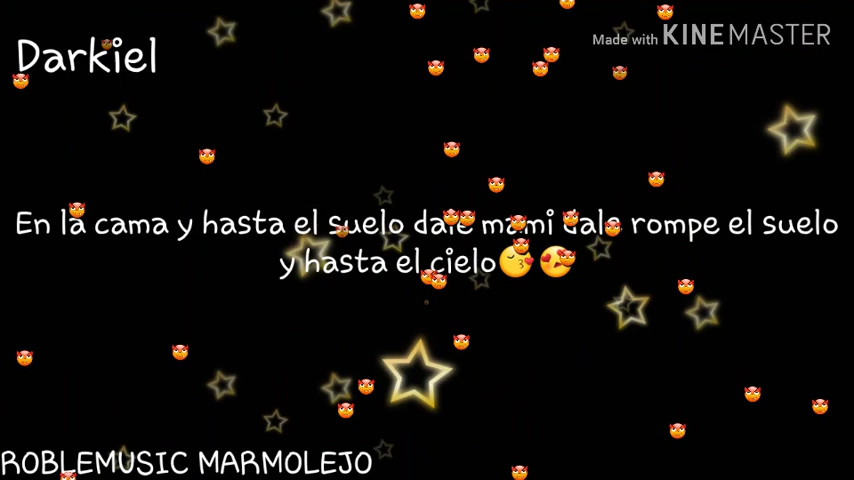 Darkiel
Made with KINEMASTER
En la cama y hasta el suelo dale mami dale rompe el suelo
y hasta el cielo😚😍
ROBLEMUSIC MARMOLEJO